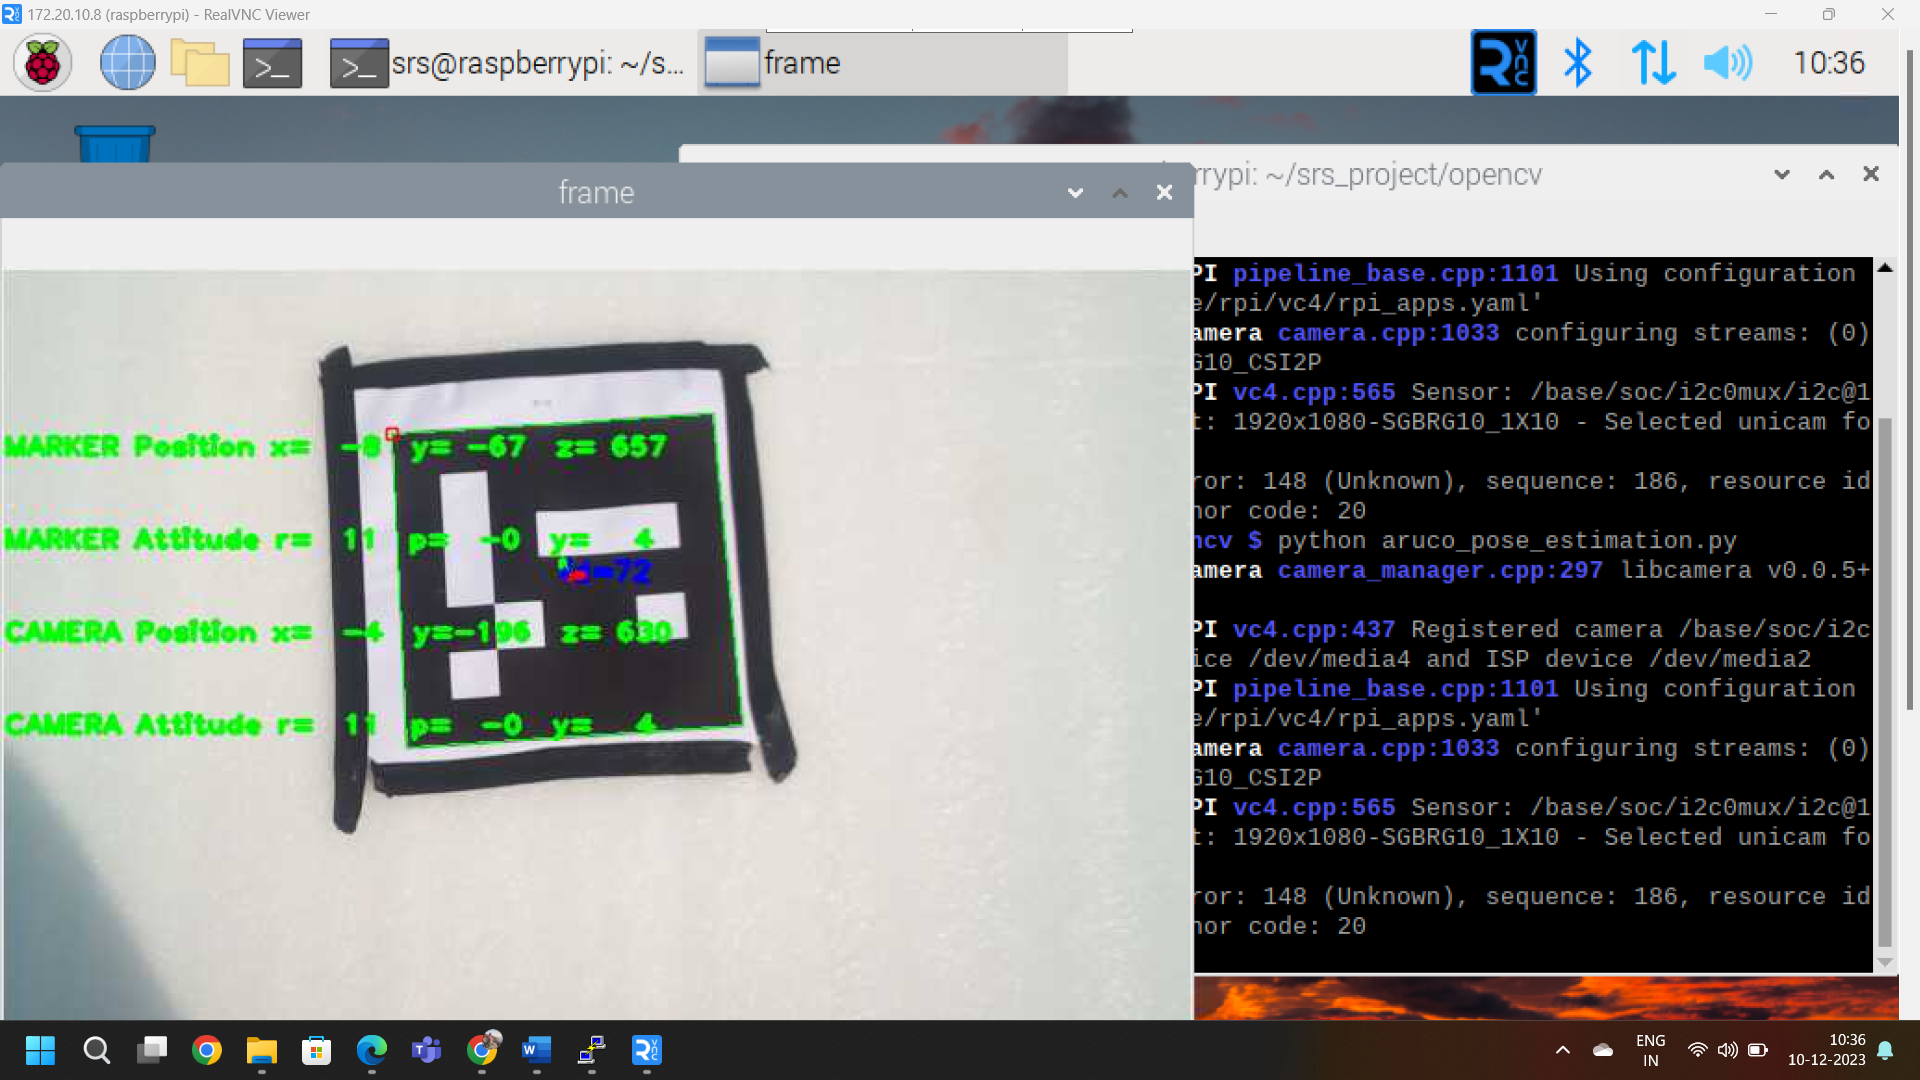 172.20.10.8 (raspberrypi) - RealVNC Viewer
srs@raspberrypi: ~/s...
frame
10:36
rrypi: ~/srs_project/opencv
frame
MARKER Position x= -8 y= -67 z= 657
MARKER Attitude r= 11 p= -0 y= 4
id=72
CAMERA Position x= -4 y=-196 z= 630
CAMERA Attitude r= 11 p= -0 y= 4
PI pipeline_base.cpp:1101 Using configuration
e/rpi/vc4/rpi_apps.yaml'
amera camera.cpp:1033 configuring streams: (0)
G10_CSI2P
PI vc4.cpp:565 Sensor: /base/soc/i2c0mux/i2c@1
t: 1920x1080-SGBRG10_1X10 - Selected unicam fo
ror: 148 (Unknown), sequence: 186, resource id
nor code: 20
ncv $ python aruco_pose_estimation.py
amera camera_manager.cpp:297 libcamera v0.0.5+
PI vc4.cpp:437 Registered camera /base/soc/i2c
ice /dev/media4 and ISP device /dev/media2
PI pipeline_base.cpp:1101 Using configuration
e/rpi/vc4/rpi_apps.yaml'
amera camera.cpp:1033 configuring streams: (0)
G10_CSI2P
PI vc4.cpp:565 Sensor: /base/soc/i2c0mux/i2c@1
t: 1920x1080-SGBRG10_1X10 - Selected unicam fo
ror: 148 (Unknown), sequence: 186, resource id
nor code: 20
ENG
IN
10:36
10-12-2023